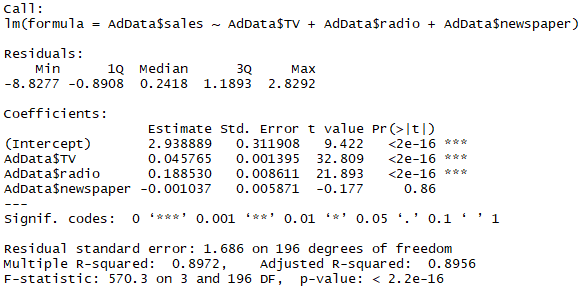 Call:
lm(formula = AdData$sales ~ AdData$TV + AdData$radio + AdData$newspaper)
Residuals:
    Min      1Q  Median      3Q     Max
-8.8277 -0.8908  0.2418  1.1893  2.8292
Coefficients:
                  Estimate Std. Error t value Pr(>|t|)
(Intercept)       2.938889   0.311908   9.422   <2e-16 ***
AdData$TV         0.045765   0.001395  32.809   <2e-16 ***
AdData$radio      0.188530   0.008611  21.893   <2e-16 ***
AdData$newspaper -0.001037   0.005871  -0.177     0.86
---
Signif. codes:  0 ‘***’ 0.001 ‘**’ 0.01 ‘*’ 0.05 ‘.’ 0.1 ‘ ’ 1
Residual standard error: 1.686 on 196 degrees of freedom
Multiple R-squared:  0.8972,	Adjusted R-squared:  0.8956
F-statistic: 570.3 on 3 and 196 DF,  p-value: < 2.2e-16